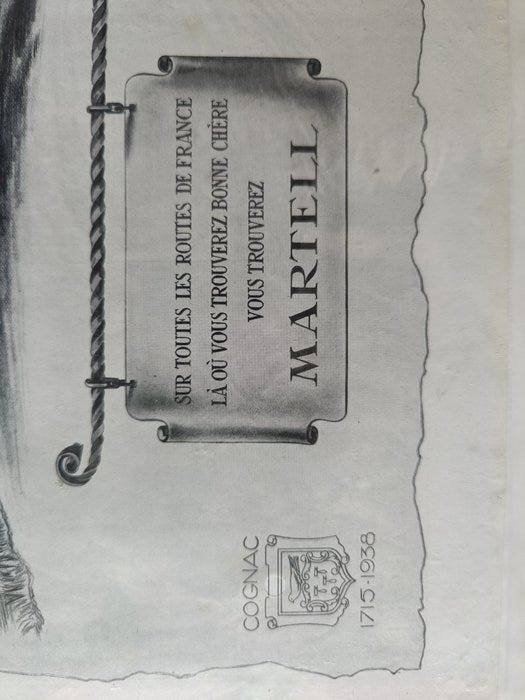 SUR TOUTES LES ROUTES DE FRANCE
LÀ OÙ VOUS TROUVEREZ BONNE CHÈRE
VOUS TROUVEREZ
MARTELL
COGNAC
1715-1938